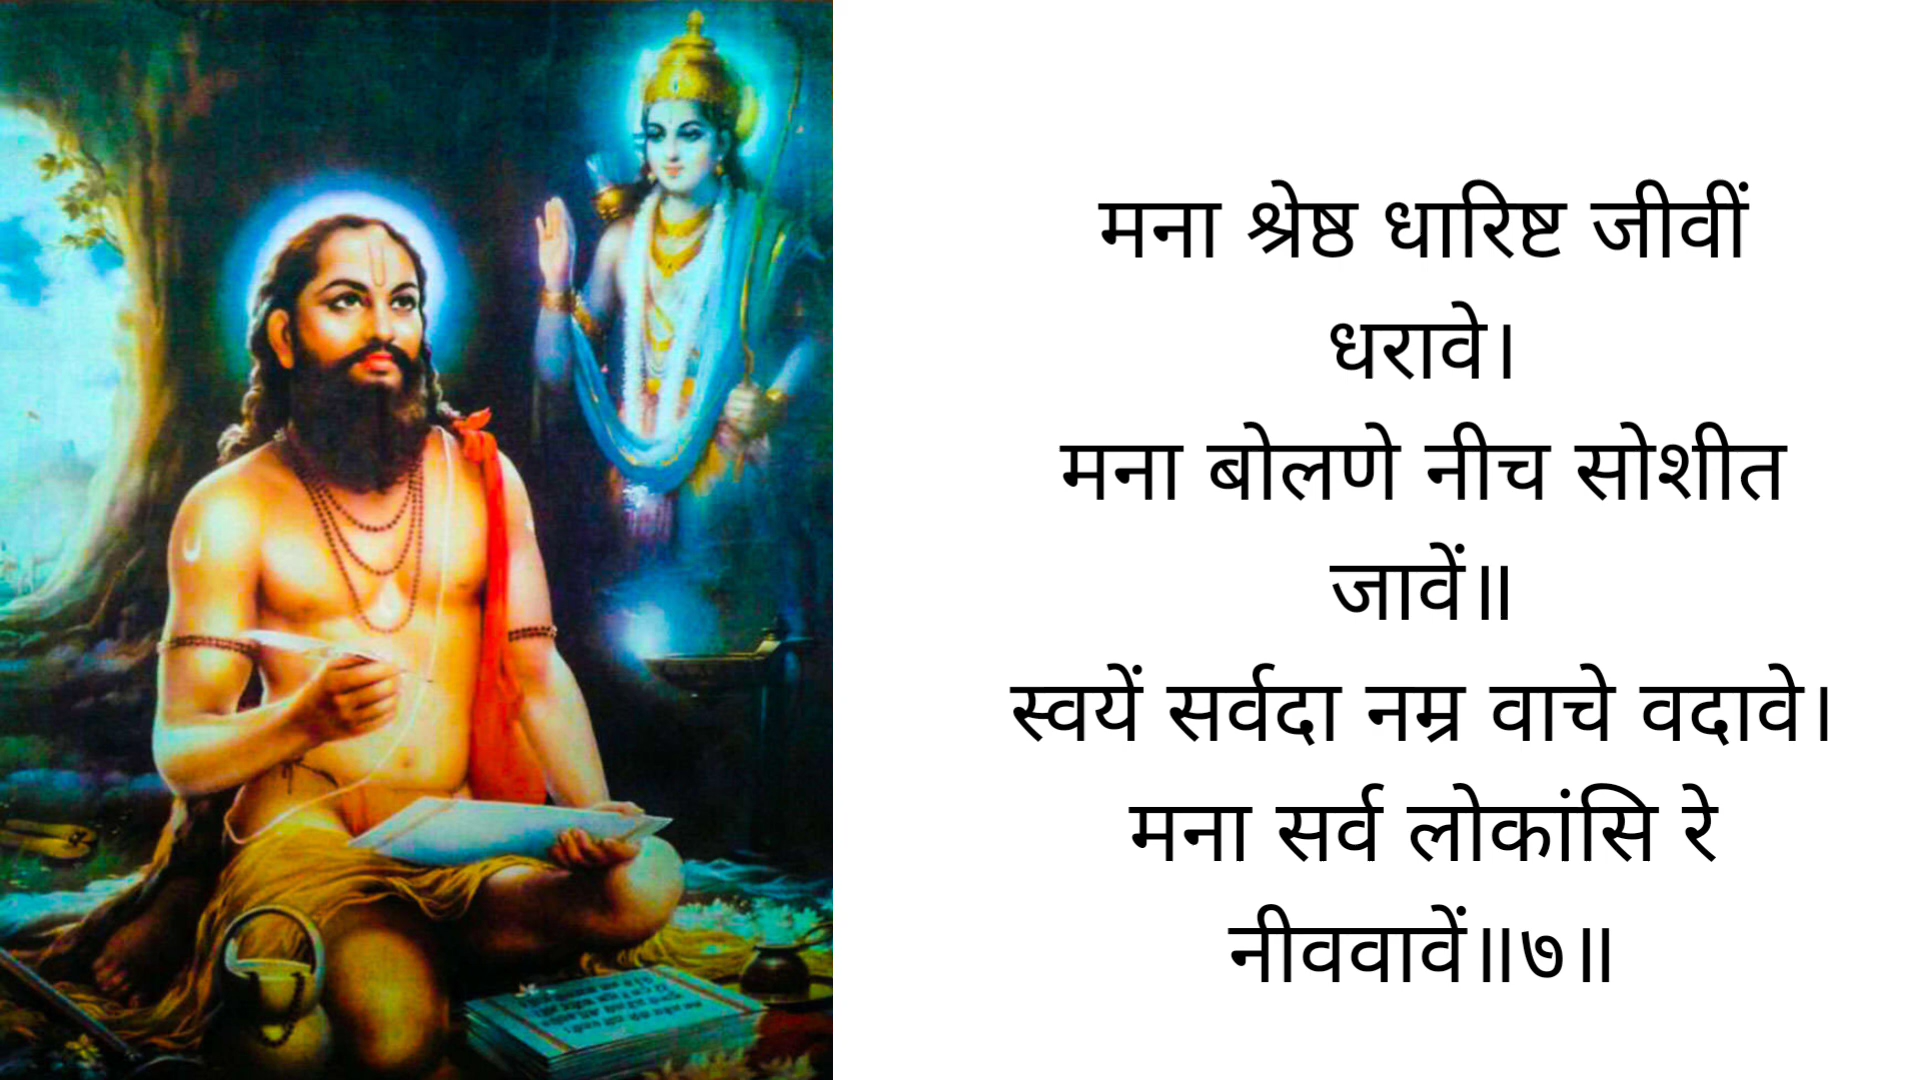 मना श्रेष्ठ धारिष्ट जीवीं
धरावे।
मना बोलणे नीच सोशीत
जावें॥
स्वयें सर्वदा नम्र वाचे वदावे।
मना सर्व लोकांसि रे
नीववावें॥७॥